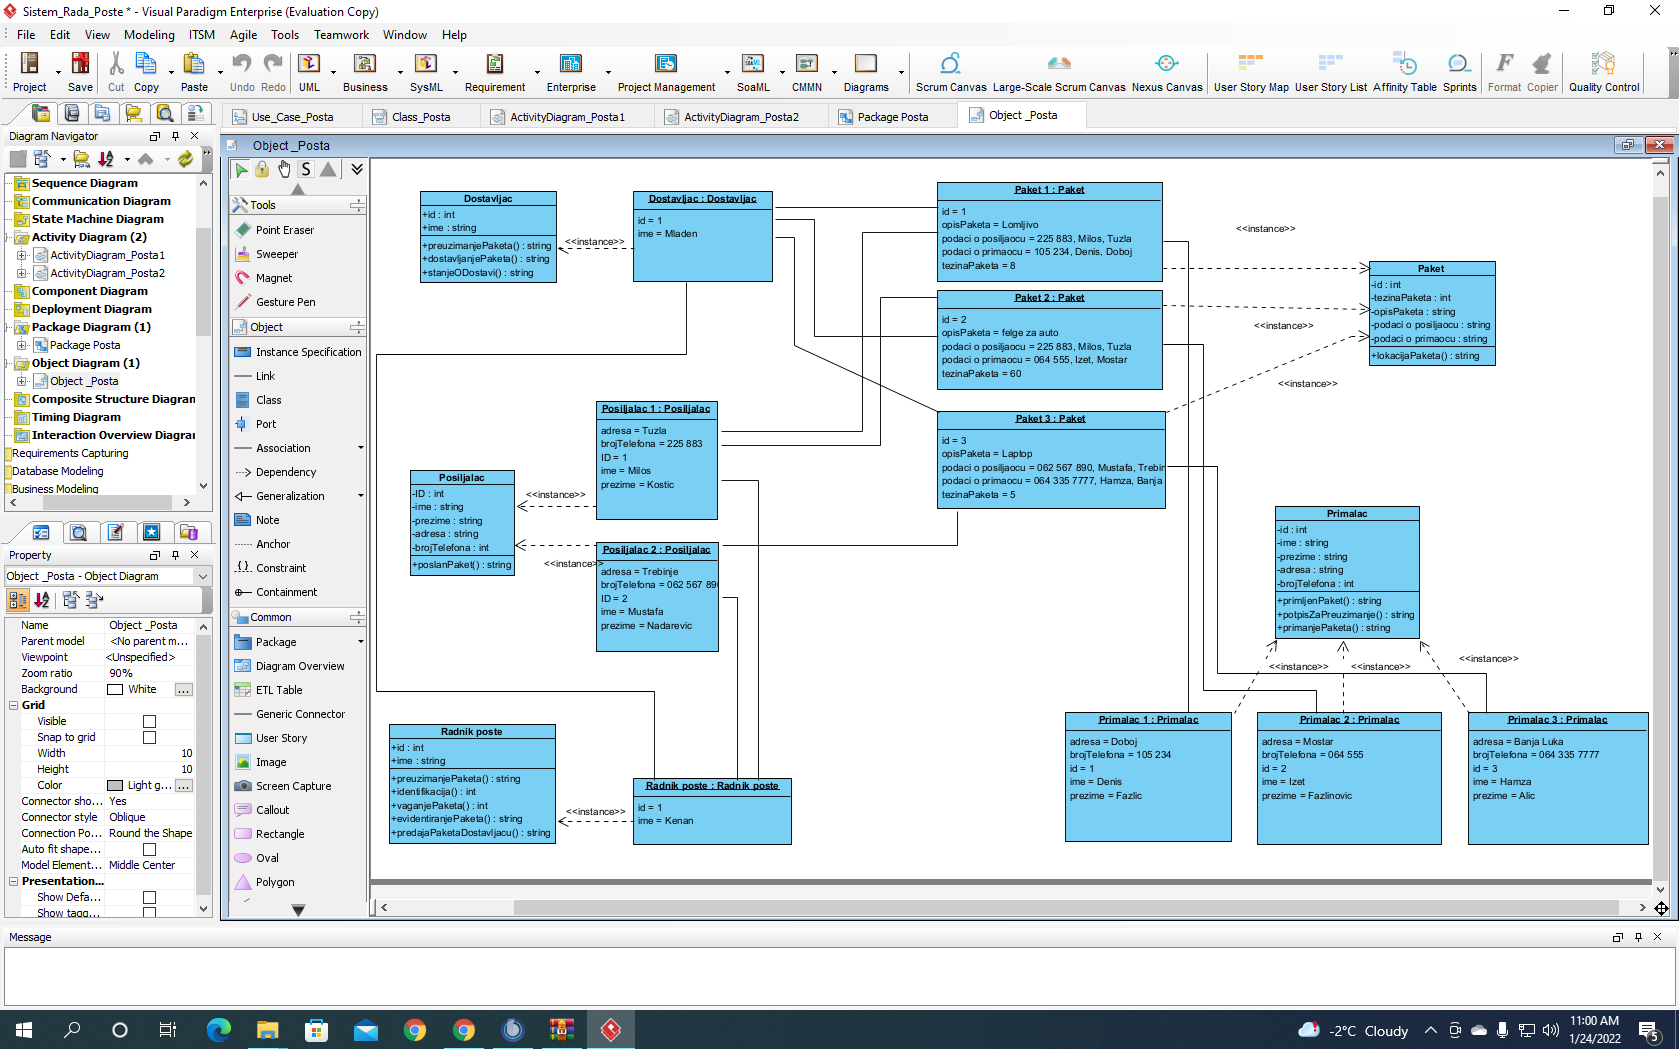 Sistem_Rada_Poste * - Visual Paradigm Enterprise (Evaluation Copy)
File Edit View Modeling ITSM Agile Tools Teamwork Window Help
Project Save Cut Copy Paste Undo Redo UML Business SysML Requirement Enterprise Project Management SoaML CMMN Diagrams Scrum Canvas Large-Scale Scrum Canvas Nexus Canvas User Story Map User Story List Affinity Table Sprints Format Copier Quality Control
Use_Case_Posta Class_Posta ActivityDiagram_Posta1 ActivityDiagram_Posta2 Package Posta Object _Posta
Diagram Navigator
Sequence Diagram
Communication Diagram
State Machine Diagram
Activity Diagram (2)
ActivityDiagram_Posta1
ActivityDiagram_Posta2
Component Diagram
Deployment Diagram
Package Diagram (1)
Package Posta
Object Diagram (1)
Object _Posta
Composite Structure Diagran
Timing Diagram
Interaction Overview Diagra
Requirements Capturing
Database Modeling
Business Modeling
Property
Object _Posta - Object Diagram
Name Object _Posta
Parent model <No parent m...
Viewpoint <Unspecified>
Zoom ratio 90%
Background White ...
Grid
Visible
Snap to grid
Width 10
Height 10
Color Light g... ...
Connector sho... Yes
Connector style Oblique
Connection Po... Round the Shape
Auto fit shape...
Model Element... Middle Center
Presentation...
Show Defa...
Show tagg...
Object _Posta
S
Tools
Point Eraser
Sweeper
Magnet
Gesture Pen
Object
Instance Specification
Link
Class
Port
Association
Dependency
Generalization
Note
Anchor
Constraint
Containment
Common
Package
Diagram Overview
ETL Table
Generic Connector
User Story
Image
Screen Capture
Callout
Rectangle
Oval
Polygon
Dostavljac
+id : int
+ime : string
+preuzimanjePaketa() : string
+dostavljanjePaketa() : string
+stanjeODostavi() : string
<<instance>>
Dostavljac : Dostavljac
id = 1
ime = Mladen
Paket 1 : Paket
id = 1
opisPaketa = Lomljivo
podaci o posiljaocu = 225 883, Milos, Tuzla
podaci o primaocu = 105 234, Denis, Doboj
tezinaPaketa = 8
<<instance>>
Paket 2 : Paket
id = 2
opisPaketa = felge za auto
podaci o posiljaocu = 225 883, Milos, Tuzla
podaci o primaocu = 064 555, Izet, Mostar
tezinaPaketa = 60
<<instance>>
Paket
-id : int
-tezinaPaketa : int
-opisPaketa : string
-podaci o posiljaocu : string
-podaci o primaocu : string
+lokacijaPaketa() : string
<<instance>>
Paket 3 : Paket
id = 3
opisPaketa = Laptop
podaci o posiljaocu = 062 567 890, Mustafa, Trebin
podaci o primaocu = 064 335 7777, Hamza, Banja
tezinaPaketa = 5
Posiljalac 1 : Posiljalac
adresa = Tuzla
brojTelefona = 225 883
ID = 1
ime = Milos
prezime = Kostic
Posiljalac
-ID : int
-ime : string
-prezime : string
-adresa : string
-brojTelefona : int
+poslanPaket() : string
<<instance>>
<<instance>>
Posiljalac 2 : Posiljalac
adresa = Trebinje
brojTelefona = 062 567 890
ID = 2
ime = Mustafa
prezime = Nadarevic
Primalac
-id : int
-ime : string
-prezime : string
-adresa : string
-brojTelefona : int
+primljenPaket() : string
+potpisZaPreuzimanje() : string
+primanjePaketa() : string
<<instance>> <<instance>> <<instance>>
Primalac 1 : Primalac
adresa = Doboj
brojTelefona = 105 234
id = 1
ime = Denis
prezime = Fazlic
Primalac 2 : Primalac
adresa = Mostar
brojTelefona = 064 555
id = 2
ime = Izet
prezime = Fazlinovic
Primalac 3 : Primalac
adresa = Banja Luka
brojTelefona = 064 335 7777
id = 3
ime = Hamza
prezime = Alic
Radnik poste
+id : int
+ime : string
+preuzimanjePaketa() : string
+identifikacija() : int
+vaganjePaketa() : int
+evidentiranjePaketa() : string
+predajaPaketaDostavljacu() : string
<<instance>>
Radnik poste : Radnik poste
id = 1
ime = Kenan
Message
-2°C Cloudy
11:00 AM
1/24/2022
5